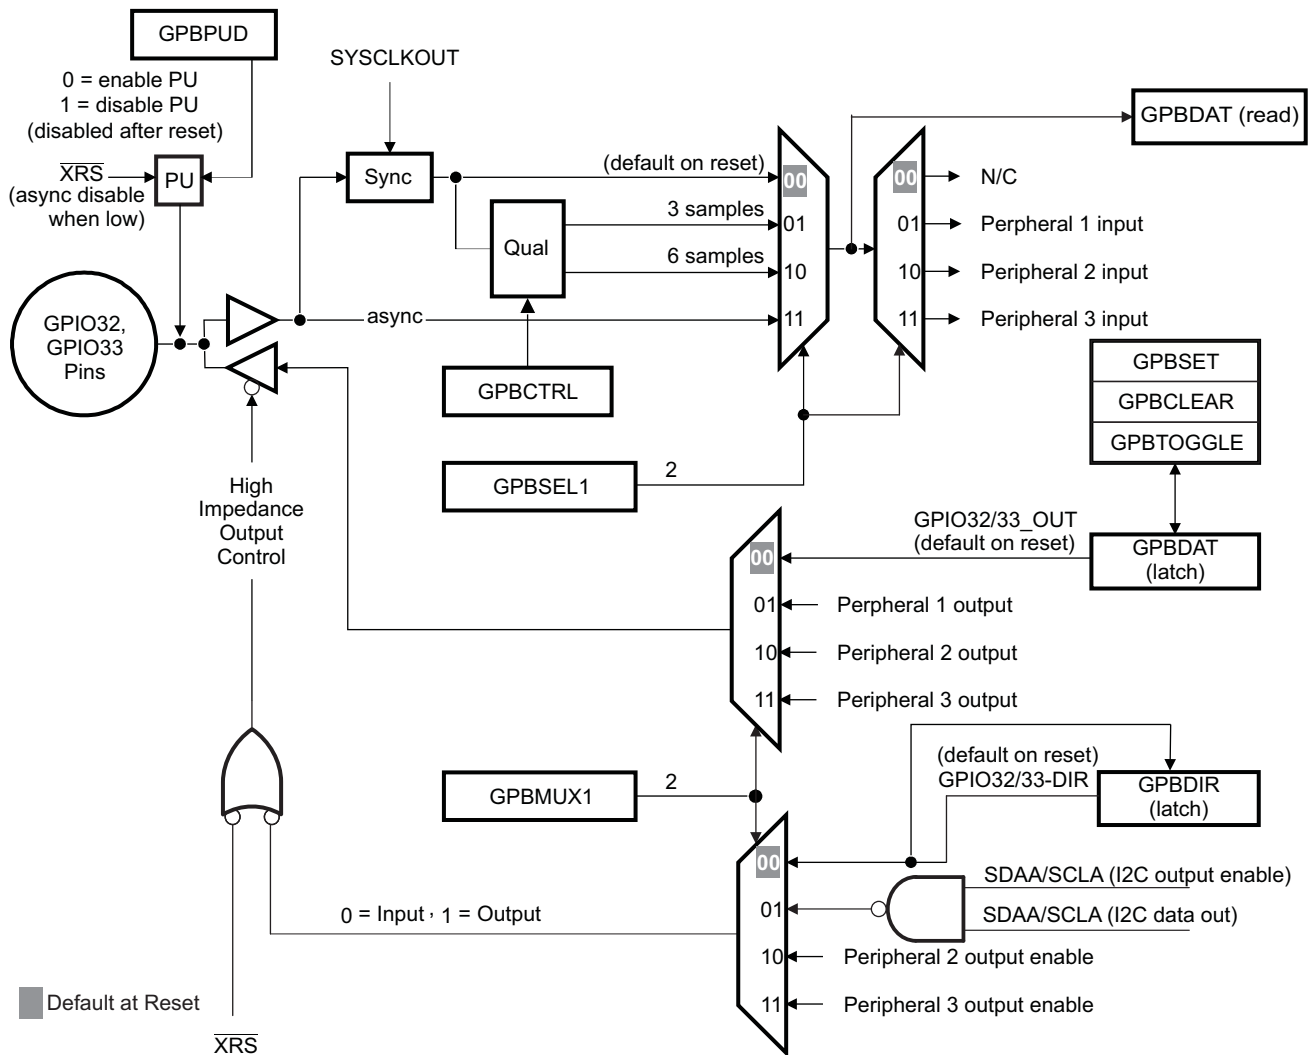 GPBPUD
0 = enable PU
1 = disable PU
(disabled after reset)
XRS
(async disable
when low)
PU
SYSCLKOUT
Sync
Qual
(default on reset)
3 samples
6 samples
async
00
01
10
11
00
01
10
11
GPBDAT (read)
N/C
Perpheral 1 input
Peripheral 2 input
Peripheral 3 input
GPIO32,
GPIO33
Pins
GPBCTRL
GPBSEL1
2
GPBSET
GPBCLEAR
GPBTOGGLE
High
Impedance
Output
Control
GPIO32/33_OUT
(default on reset)
GPBDAT
(latch)
00
01
10
11
Perpheral 1 output
Peripheral 2 output
Peripheral 3 output
GPBMUX1
2
(default on reset)
GPIO32/33-DIR
GPBDIR
(latch)
00
01
10
11
SDAA/SCLA (I2C output enable)
SDAA/SCLA (I2C data out)
Peripheral 2 output enable
Peripheral 3 output enable
0 = Input, 1 = Output
Default at Reset
XRS